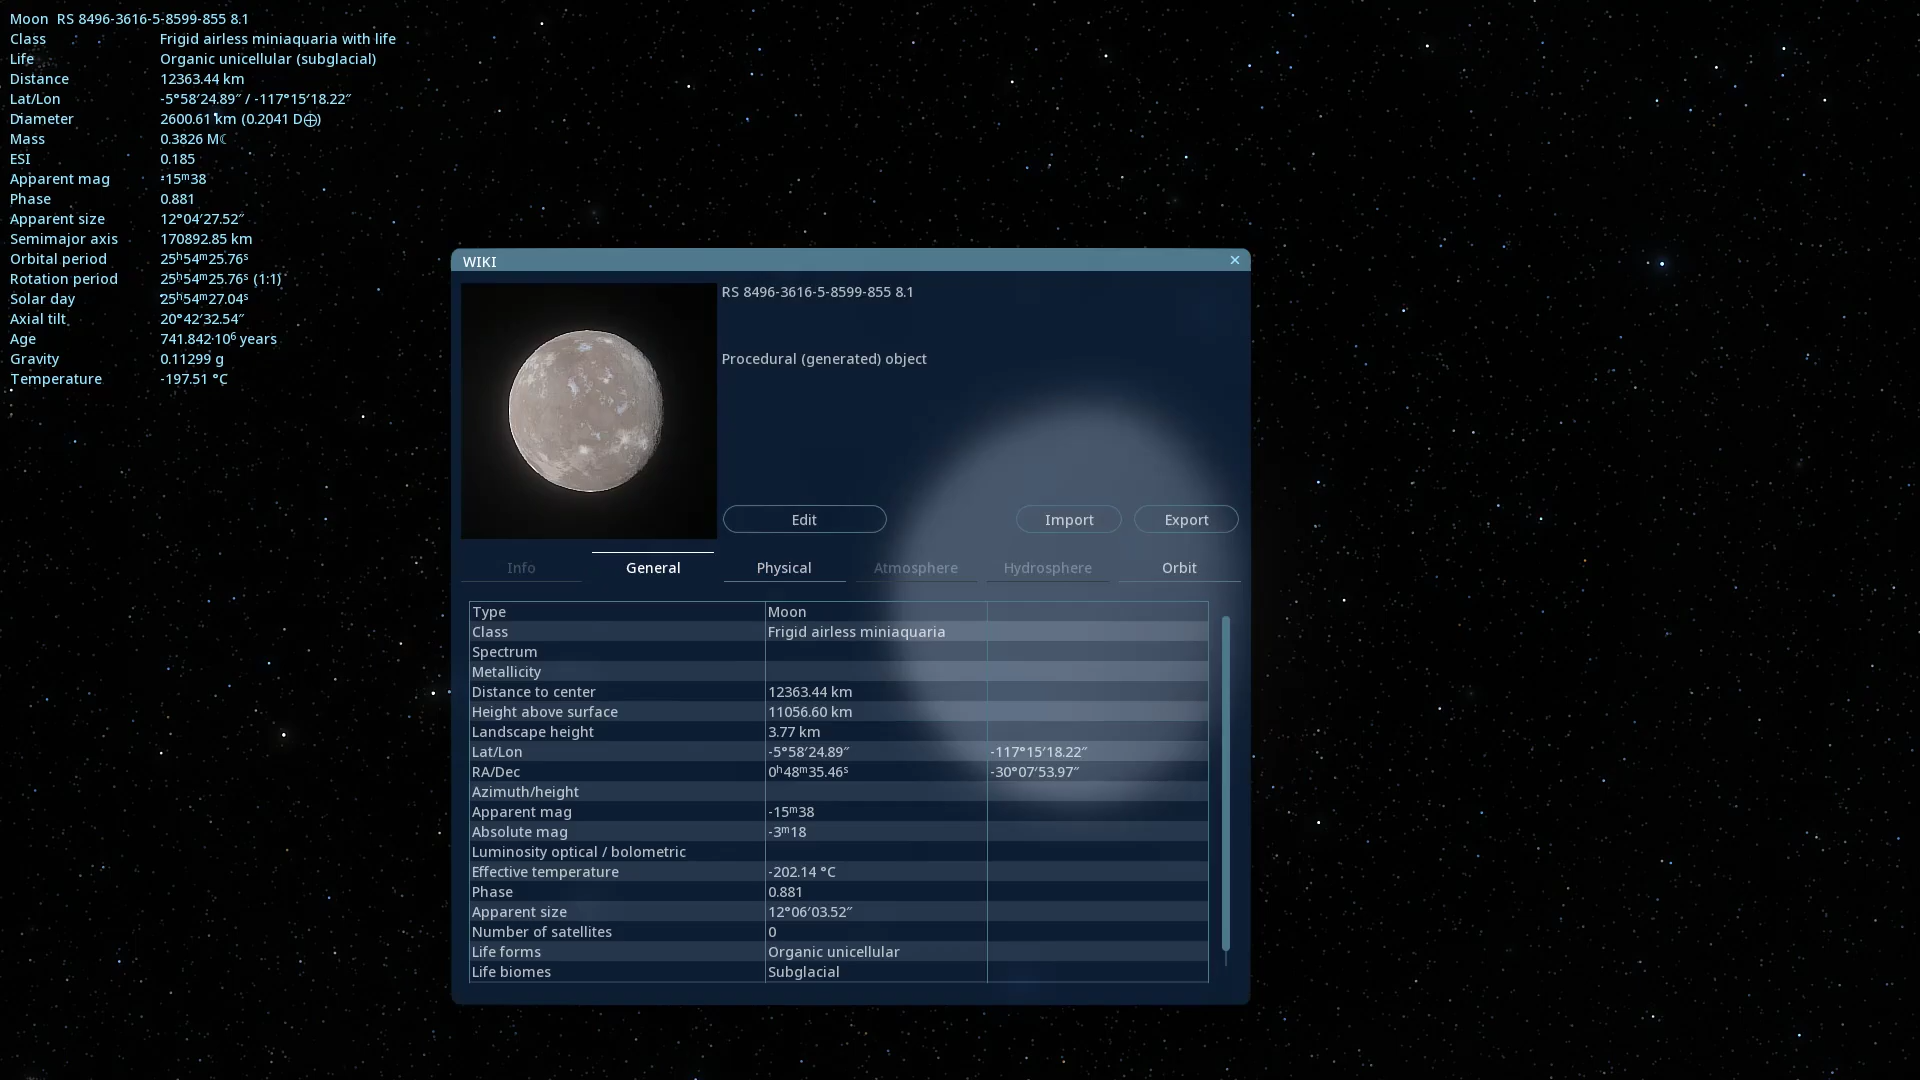 Moon RS 8496-3616-5-8599-855 8.1
Class Frigid airless miniaquaria with life
Life Organic unicellular (subglacial)
Distance 12363.44 km
Lat/Lon -5°58′24.89″ / -117°15′18.22″
Diameter 2600.61 km (0.2041 D⊕)
Mass 0.3826 M☾
ESI 0.185
Apparent mag -15ᵐ38
Phase 0.881
Apparent size 12°04′27.52″
Semimajor axis 170892.85 km
Orbital period 25ʰ54ᵐ25.76ˢ
Rotation period 25ʰ54ᵐ25.76ˢ (1:1)
Solar day 25ʰ54ᵐ27.04ˢ
Axial tilt 20°42′32.54″
Age 741.842·10⁶ years
Gravity 0.11299 g
Temperature -197.51 °C
WIKI ✕
RS 8496-3616-5-8599-855 8.1
Procedural (generated) object
Edit Import Export
Info General Physical Atmosphere Hydrosphere Orbit
Type Moon
Class Frigid airless miniaquaria
Spectrum
Metallicity
Distance to center 12363.44 km
Height above surface 11056.60 km
Landscape height 3.77 km
Lat/Lon -5°58′24.89″ -117°15′18.22″
RA/Dec 0ʰ48ᵐ35.46ˢ -30°07′53.97″
Azimuth/height
Apparent mag -15ᵐ38
Absolute mag -3ᵐ18
Luminosity optical / bolometric
Effective temperature -202.14 °C
Phase 0.881
Apparent size 12°06′03.52″
Number of satellites 0
Life forms Organic unicellular
Life biomes Subglacial